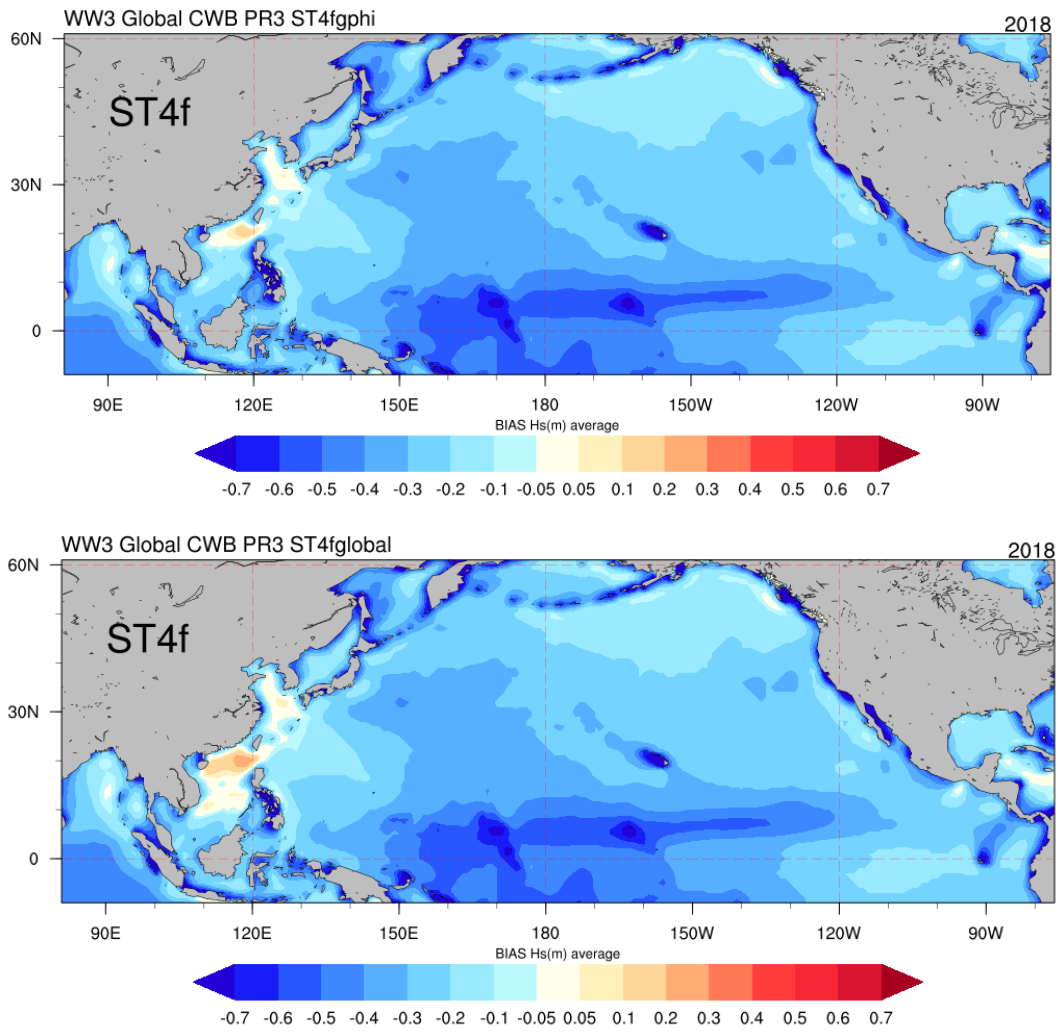 WW3 Global CWB PR3 ST4fgphi 2018
60N
ST4f
30N
0
90E 120E 150E 180 150W 120W 90W
BIAS Hs(m) average
-0.7 -0.6 -0.5 -0.4 -0.3 -0.2 -0.1 -0.05 0.05 0.1 0.2 0.3 0.4 0.5 0.6 0.7
WW3 Global CWB PR3 ST4fglobal 2018
60N
ST4f
30N
0
90E 120E 150E 180 150W 120W 90W
BIAS Hs(m) average
-0.7 -0.6 -0.5 -0.4 -0.3 -0.2 -0.1 -0.05 0.05 0.1 0.2 0.3 0.4 0.5 0.6 0.7